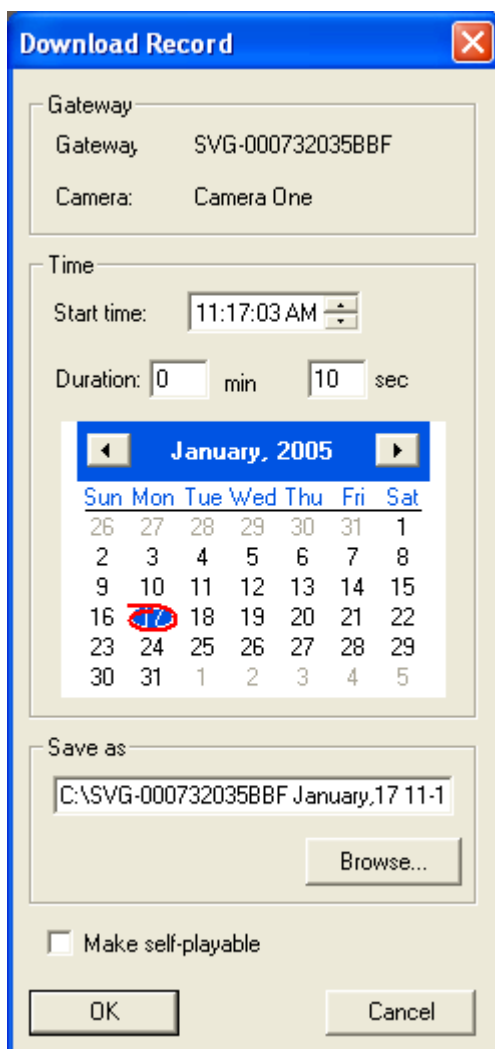 Download Record
Gateway
Gateway SVG-000732035BBF
Camera: Camera One
Time
Start time: 11:17:03 AM
Duration: 0 min 10 sec
January, 2005
Sun Mon Tue Wed Thu Fri Sat
26 27 28 29 30 31 1
2 3 4 5 6 7 8
9 10 11 12 13 14 15
16 17 18 19 20 21 22
23 24 25 26 27 28 29
30 31 1 2 3 4 5
Save as
C:\SVG-000732035BBF January,17 11-1
Browse...
Make self-playable
OK Cancel